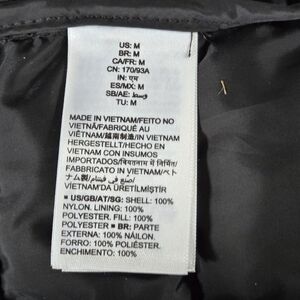 US: M
BR: M
CA/FR: M
CN: 170/93A
IN: एम
ES/MX: M
SB/AE: وسط
TU: M
MADE IN VIETNAM/FEITO NO
VIETNÃ/FABRIQUÉ AU
VIÊTNAM/越南制造/IN VIETNAM
HERGESTELLT/HECHO EN
VIETNAM CON INSUMOS
IMPORTADOS/वियतनाम में निर्मित/
FABBRICATO IN VIETNAM/ベト
ナム製/صنع في فيتنام/
VIETNAM'DA ÜRETİLMİŞTİR
■ US/GB/AT/SG: SHELL: 100%
NYLON. LINING: 100%
POLYESTER. FILL: 100%
POLYESTER ■ BR: PARTE
EXTERNA: 100% NÁILON.
FORRO: 100% POLIÉSTER.
ENCHIMENTO: 100%